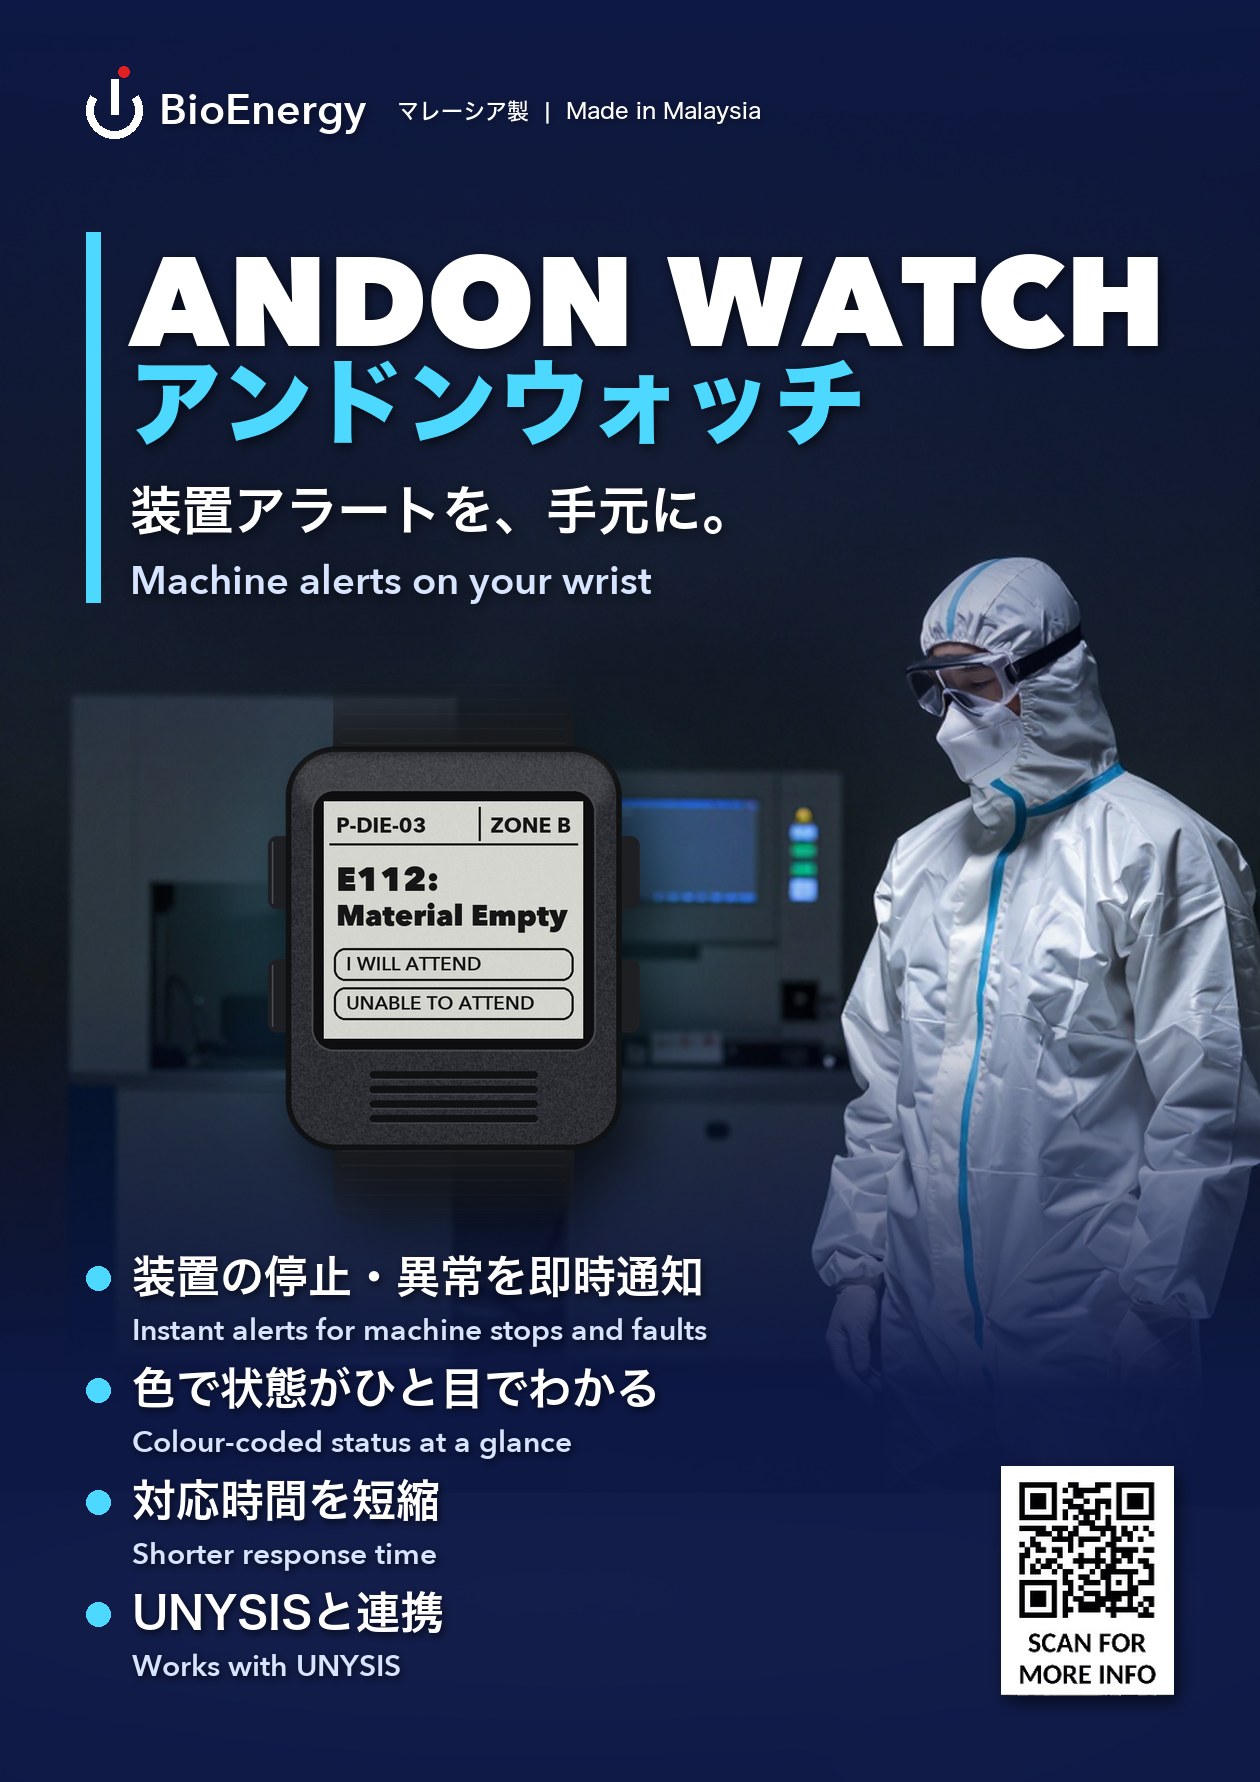 BioEnergy
マレーシア製 | Made in Malaysia
ANDON WATCH
アンドンウォッチ
装置アラートを、手元に。
Machine alerts on your wrist
P-DIE-03 | ZONE B
E112:
Material Empty
I WILL ATTEND
UNABLE TO ATTEND
装置の停止・異常を即時通知
Instant alerts for machine stops and faults
色で状態がひと目でわかる
Colour-coded status at a glance
対応時間を短縮
Shorter response time
UNYSISと連携
Works with UNYSIS
SCAN FOR
MORE INFO